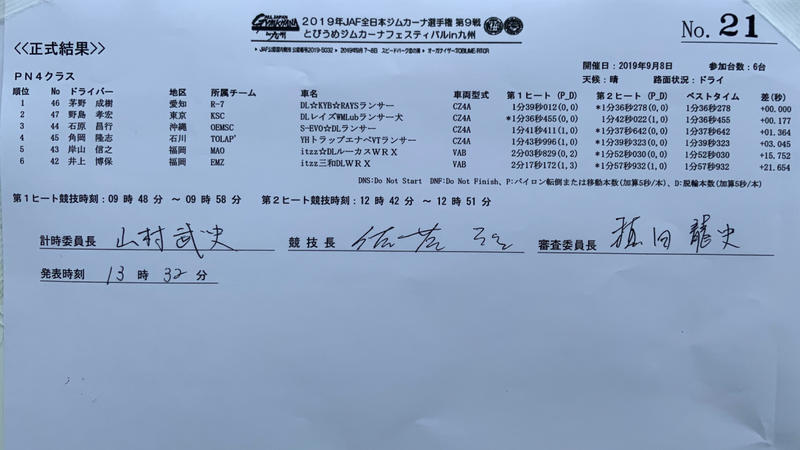 ALL JAPAN GYMKHANA in 九州
2019年JAF全日本ジムカーナ選手権 第9戦
とびうめジムカーナフェスティバルin九州
No. 21
<<正式結果>>
開催日:2019年9月8日 参加台数:6台
PN4クラス 天候:晴 路面状況:ドライ
順位 No ドライバー 地区 所属チーム 車名 車両型式 第1ヒート(P_D) 第2ヒート(P_D) ベストタイム 差(秒)
1 46 茅野 成樹 愛知 R-7 DL☆KYB☆RAYSランサー CZ4A 1分39秒012(0,0) *1分36秒278(0,0) 1分36秒278 +00.000
2 47 野島 孝宏 東京 KSC DLレイズWMLubランサー犬 CZ4A *1分36秒455(0,0) 1分42秒022(1,0) 1分36秒455 +00.177
3 44 石原 昌行 沖縄 OEMSC S-EVO☆DLランサー CZ4A 1分41秒411(1,0) *1分37秒642(0,0) 1分37秒642 +01.364
4 45 角岡 隆志 石川 TOLAP' YHトラップエナペVTランサー CZ4A 1分43秒996(1,0) *1分39秒323(0,0) 1分39秒323 +03.045
5 43 岸山 信之 福岡 MAO itzz☆DLルーカスWRX VAB 2分03秒829(0,2) *1分52秒030(0,0) 1分52秒030 +15.752
6 42 井上 博保 福岡 EMZ itzz三和DLWRX VAB 2分17秒172(1,3) *1分57秒932(1,0) 1分57秒932 +21.654
DNS:Do Not Start DNF:Do Not Finish、P:パイロン転倒または移動本数(加算5秒/本)、D:脱輪本数(加算5秒/本)
第1ヒート競技時刻:09 時 48 分 ～ 09 時 58 分 第2ヒート競技時刻:12 時 42 分 ～ 12 時 51 分
計時委員長 山村 武史 競技長 審査委員長 龍史
発表時刻 13 時 32 分